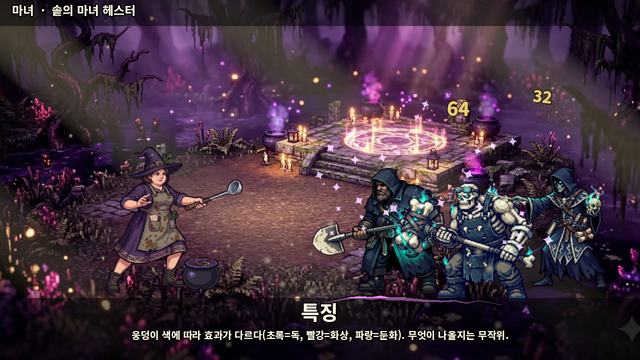 마녀 · 솥의 마녀 헤스터
64
32
특징
웅덩이 색에 따라 효과가 다르다(초록=독, 빨강=화상, 파랑=둔화). 무엇이 나올지는 무작위.